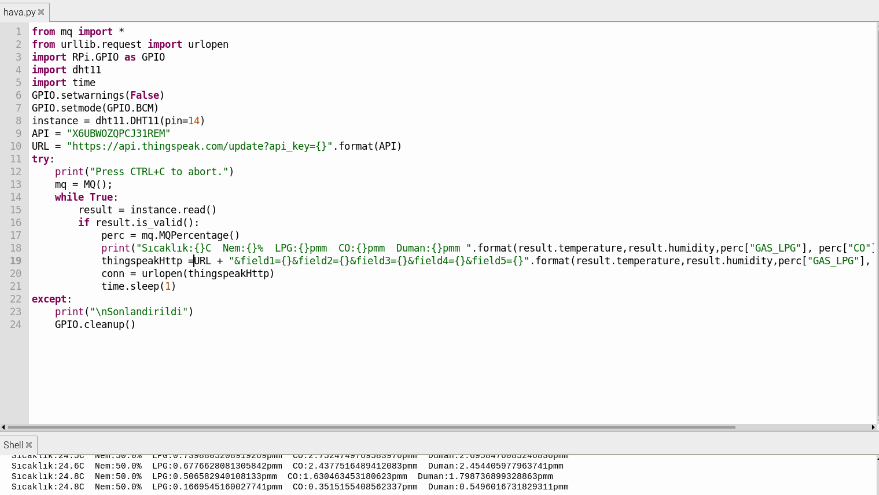 hava.py
1 from mq import *
2 from urllib.request import urlopen
3 import RPi.GPIO as GPIO
4 import dht11
5 import time
6 GPIO.setwarnings(False)
7 GPIO.setmode(GPIO.BCM)
8 instance = dht11.DHT11(pin=14)
9 API = "X6UBWOZQPCJ31REM"
10 URL = "https://api.thingspeak.com/update?api_key={}".format(API)
11 try:
12 print("Press CTRL+C to abort.")
13 mq = MQ();
14 while True:
15 result = instance.read()
16 if result.is_valid():
17 perc = mq.MQPercentage()
18 print("Sıcaklık:{}C  Nem:{}%  LPG:{}pmm  CO:{}pmm  Duman:{}pmm ".format(result.temperature,result.humidity,perc["GAS_LPG"], perc["CO"]
19 thingspeakHttp =URL + "&field1={}&field2={}&field3={}&field4={}&field5={}".format(result.temperature,result.humidity,perc["GAS_LPG"],
20 conn = urlopen(thingspeakHttp)
21 time.sleep(1)
22 except:
23 print("\nSonlandirildi")
24 GPIO.cleanup()
Shell
Sıcaklık:24.6C  Nem:50.0%  LPG:0.6776628081305842pmm  CO:2.4377516489412083pmm  Duman:2.454405977963741pmm
Sıcaklık:24.8C  Nem:50.0%  LPG:0.506582940108133pmm  CO:1.630463453180623pmm  Duman:1.798736899328863pmm
Sıcaklık:24.8C  Nem:50.0%  LPG:0.1669545160027741pmm  CO:0.3515155408562337pmm  Duman:0.5496016731829311pmm